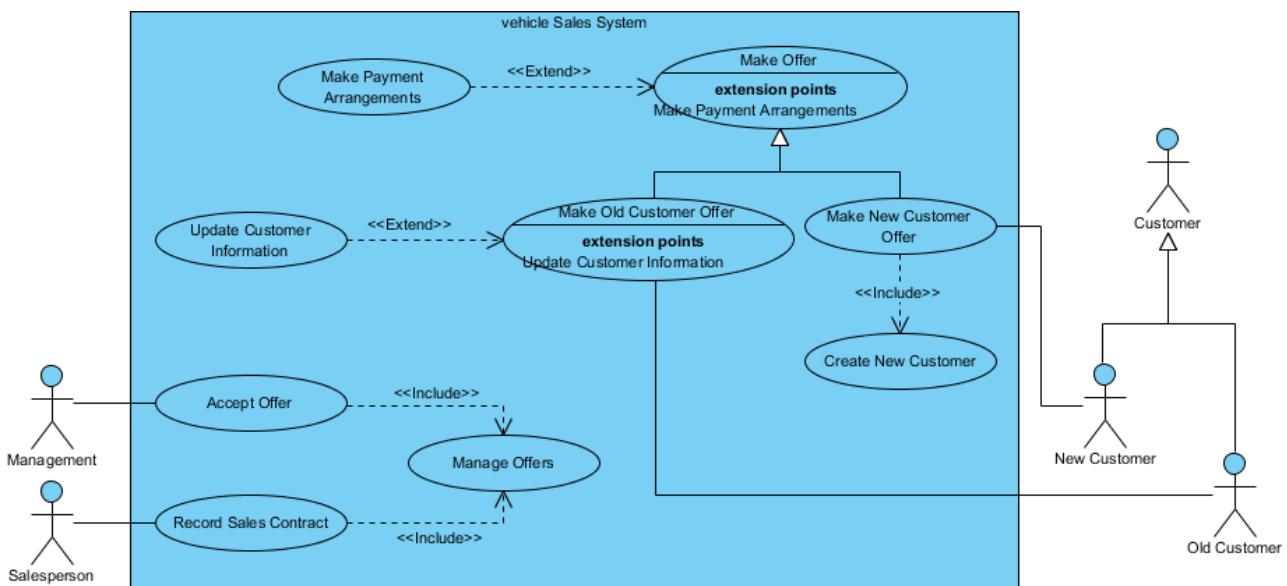 vehicle Sales System
Make Payment
Arrangements
<<Extend>>
Make Offer
extension points
Make Payment Arrangements
Customer
Update Customer
Information
<<Extend>>
Make Old Customer Offer
extension points
Update Customer Information
Make New Customer
Offer
<<Include>>
Create New Customer
Management
Accept Offer
<<Include>>
Manage Offers
New Customer
Salesperson
Record Sales Contract
<<Include>>
Old Customer